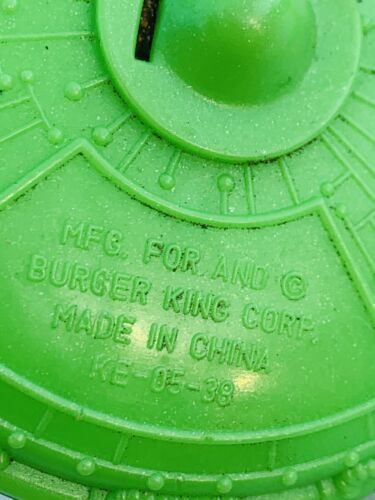 MFG. FOR AND ©
BURGER KING CORP.
MADE IN CHINA
KE-05-38